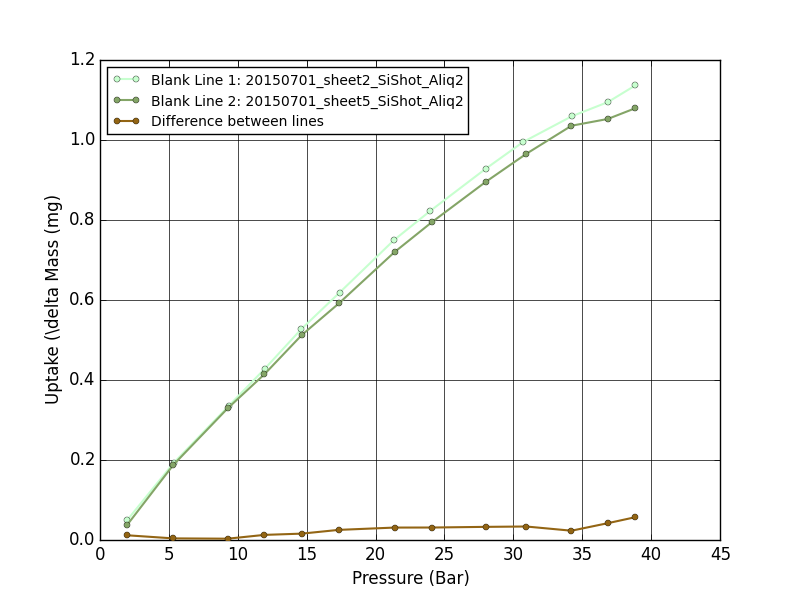 1.2
1.0
0.8
0.6
0.4
0.2
0.0
Uptake (\delta Mass (mg)
Blank Line 1: 20150701_sheet2_SiShot_Aliq2
Blank Line 2: 20150701_sheet5_SiShot_Aliq2
Difference between lines
0 5 10 15 20 25 30 35 40 45
Pressure (Bar)